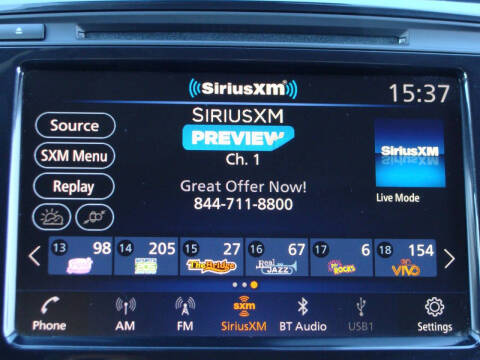 SiriusXM
15:37
SIRIUSXM
PREVIEW
Ch. 1
Great Offer Now!
844-711-8800
Source
SXM Menu
Replay
SiriusXM
Live Mode
13 98
14 205
15 27
16 67
17 6
18 154
The Bridge
Real JAZZ
ROCKS
VIVO
Phone
AM
FM
sxm
SiriusXM
BT Audio
USB1
Settings